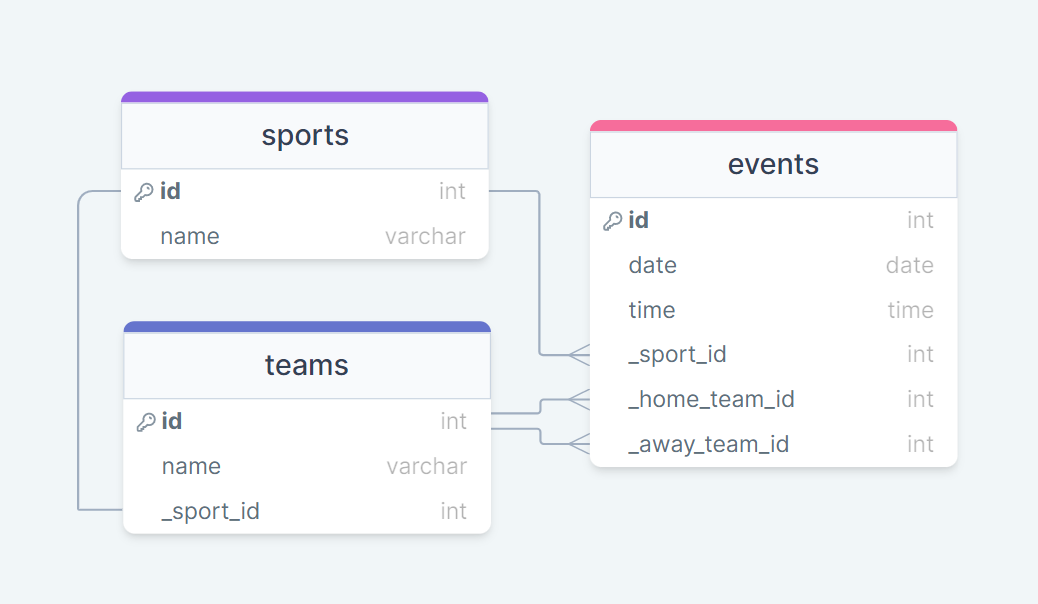 sports
id int
name varchar
teams
id int
name varchar
_sport_id int
events
id int
date date
time time
_sport_id int
_home_team_id int
_away_team_id int